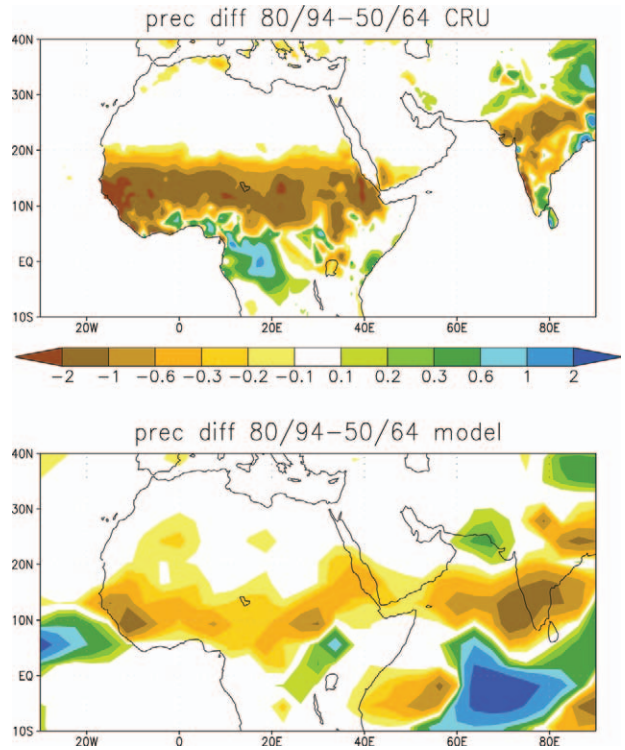 prec diff 80/94−50/64 CRU
40N
30N
20N
10N
EQ
10S
20W 0 20E 40E 60E 80E
−2 −1 −0.6 −0.3 −0.2 −0.1 0.1 0.2 0.3 0.6 1 2
prec diff 80/94−50/64 model
40N
30N
20N
10N
EQ
10S
20W 0 20E 40E 60E 80E